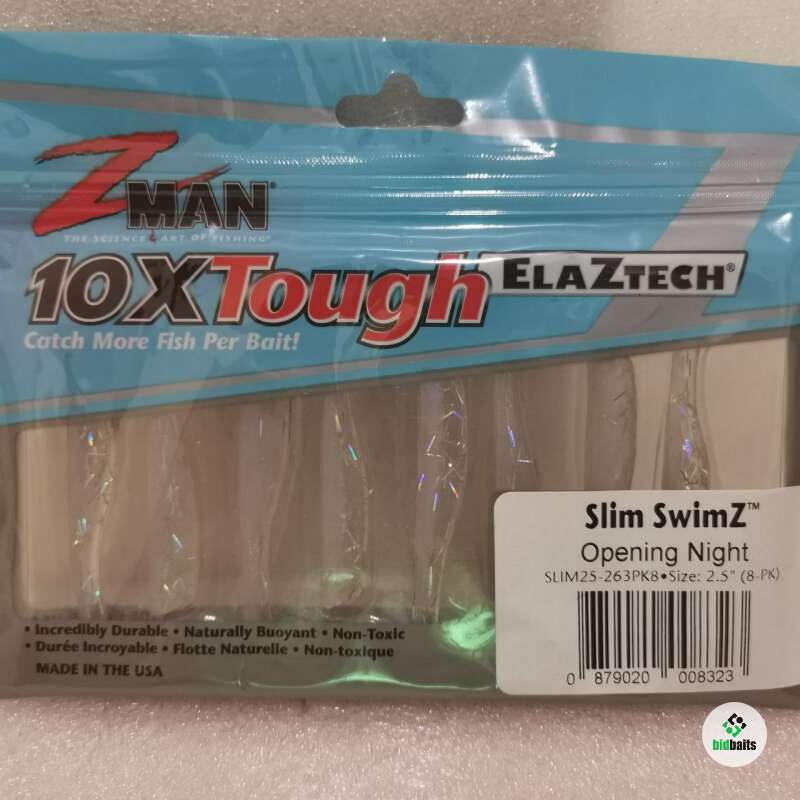 ZMAN®
THE SCIENCE & ART OF FISHING®
10XTough ELAZTECH®
Catch More Fish Per Bait!
Slim SwimZ™
Opening Night
SLIM25-263PK8•Size: 2.5" (8-PK)
0 879020 008323
• Incredibly Durable • Naturally Buoyant • Non-Toxic
• Durée Incroyable • Flotte Naturelle • Non-toxique
MADE IN THE USA
bidbaits